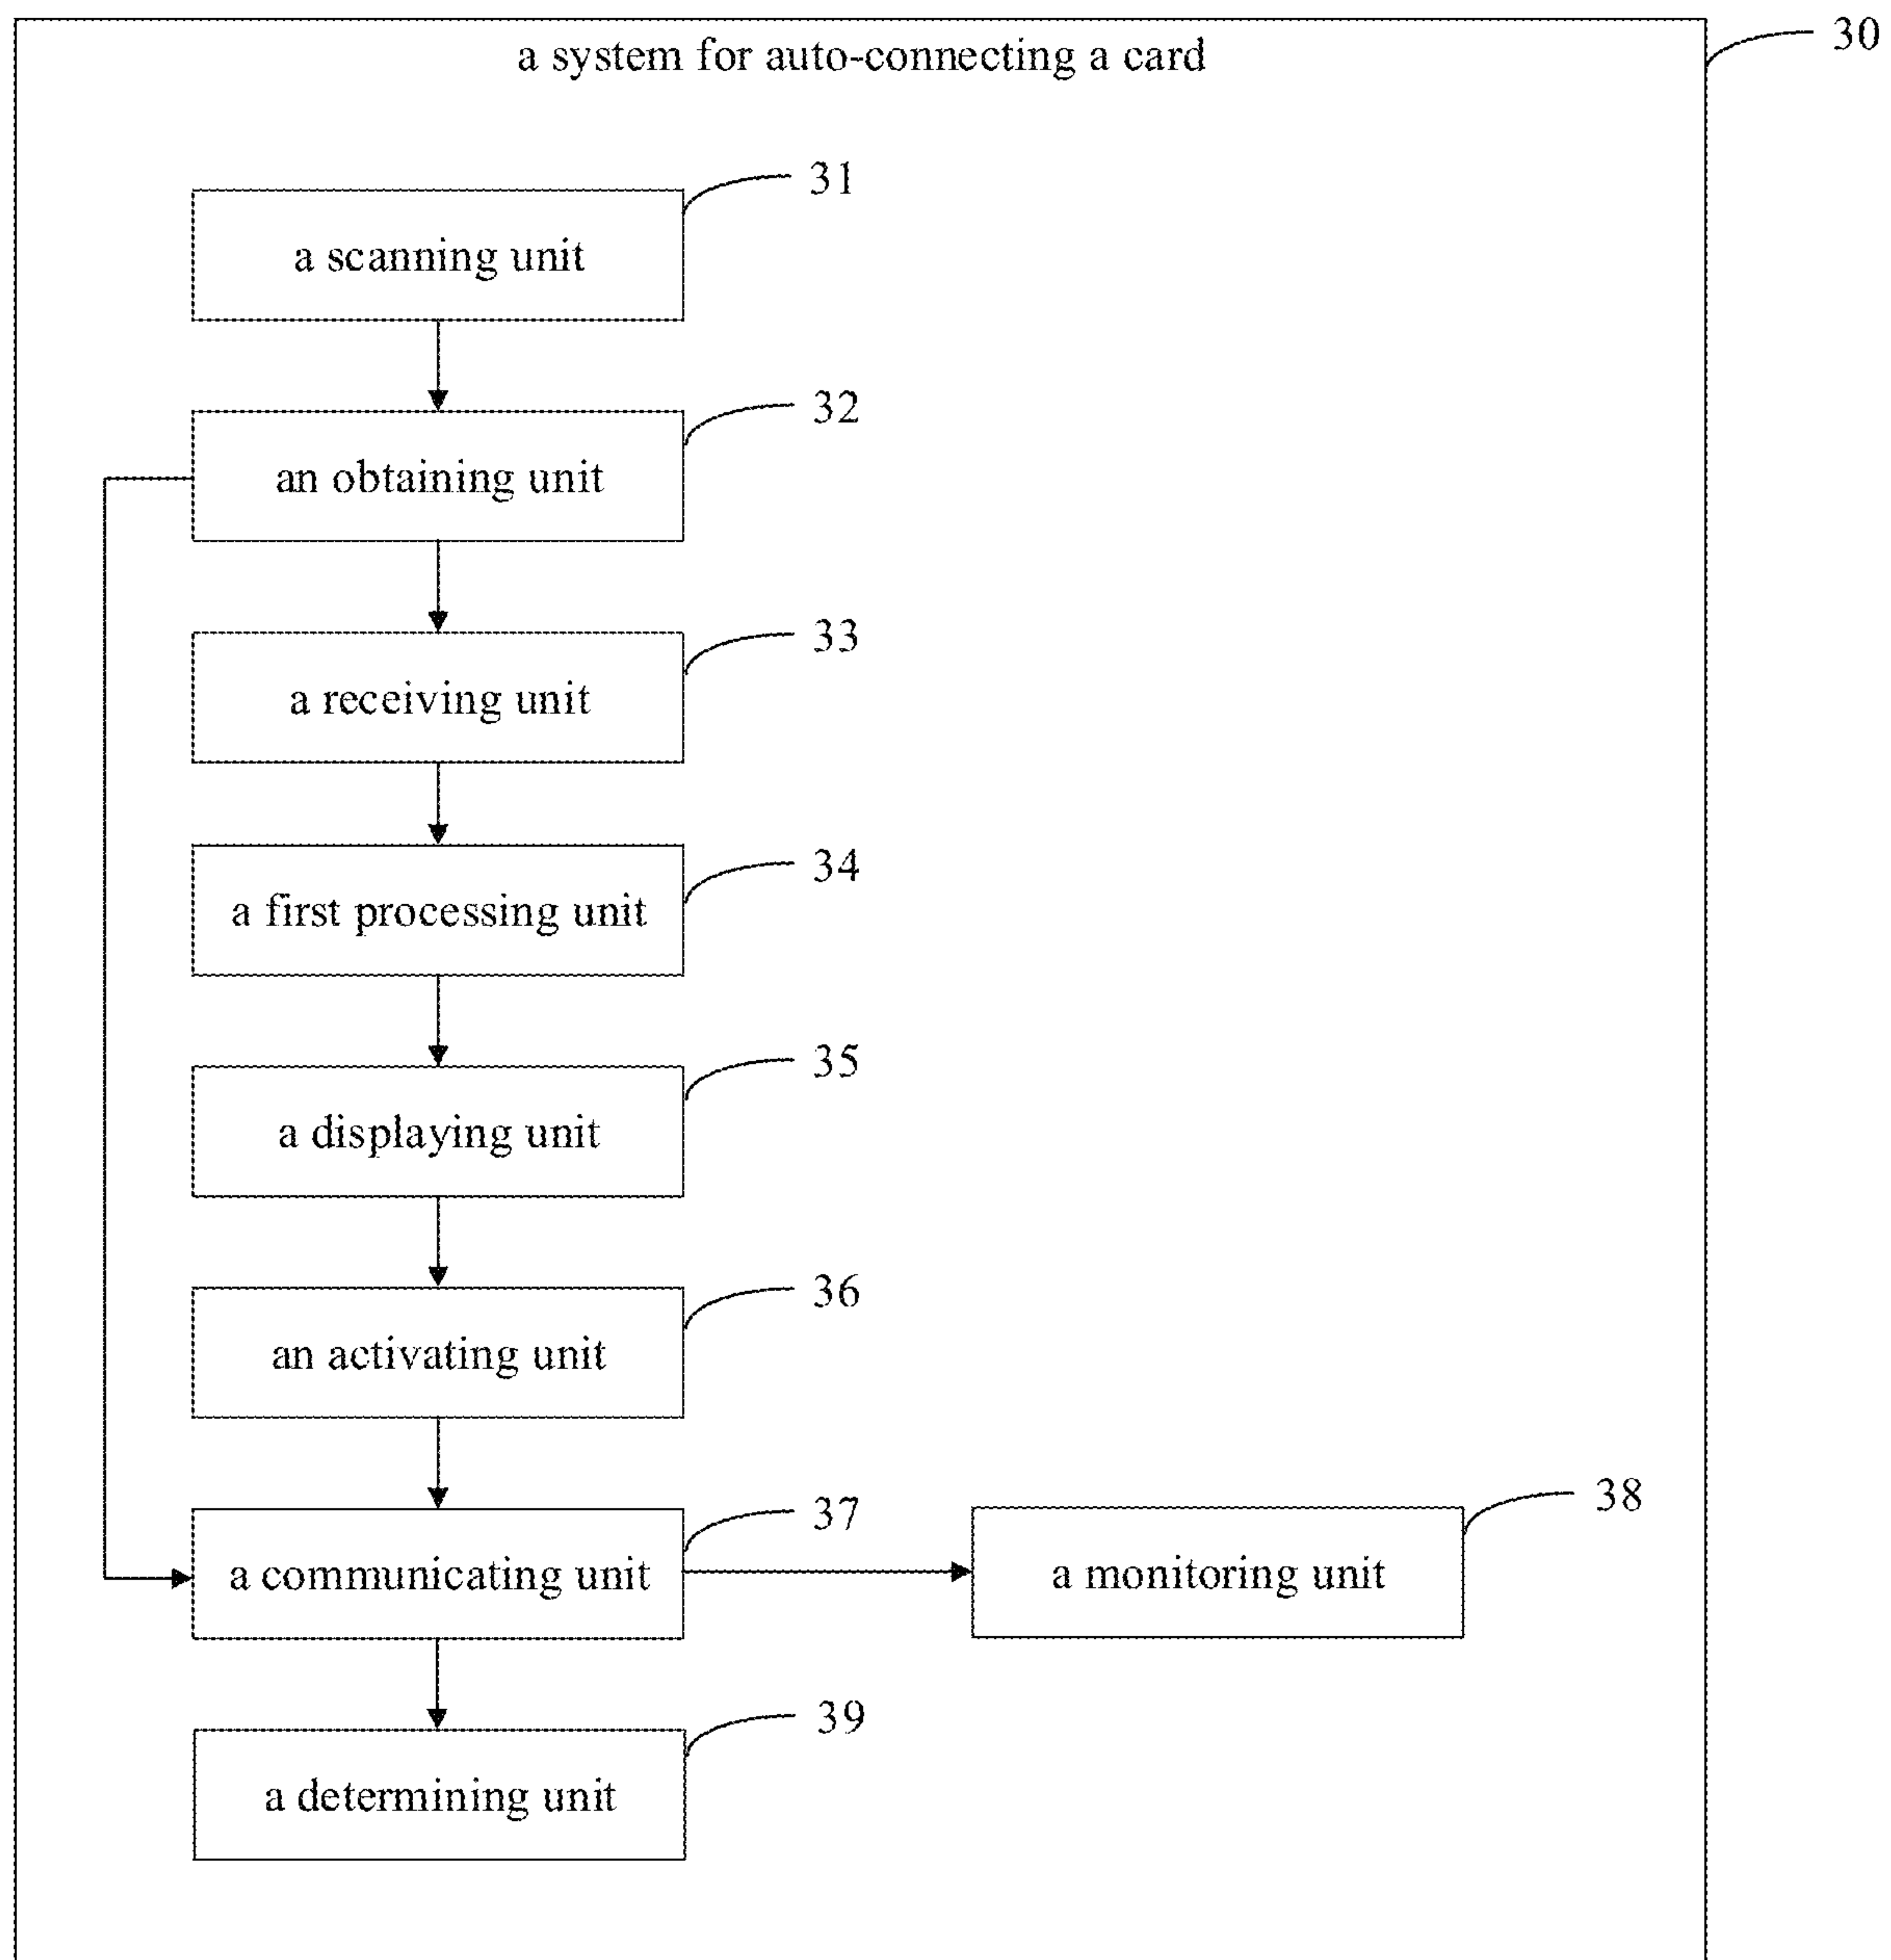 30
a system for auto-connecting a card
31
a scanning unit
32
an obtaining unit
33
a receiving unit
34
a first processing unit
35
a displaying unit
36
an activating unit
37
a communicating unit
38
a monitoring unit
39
a determining unit